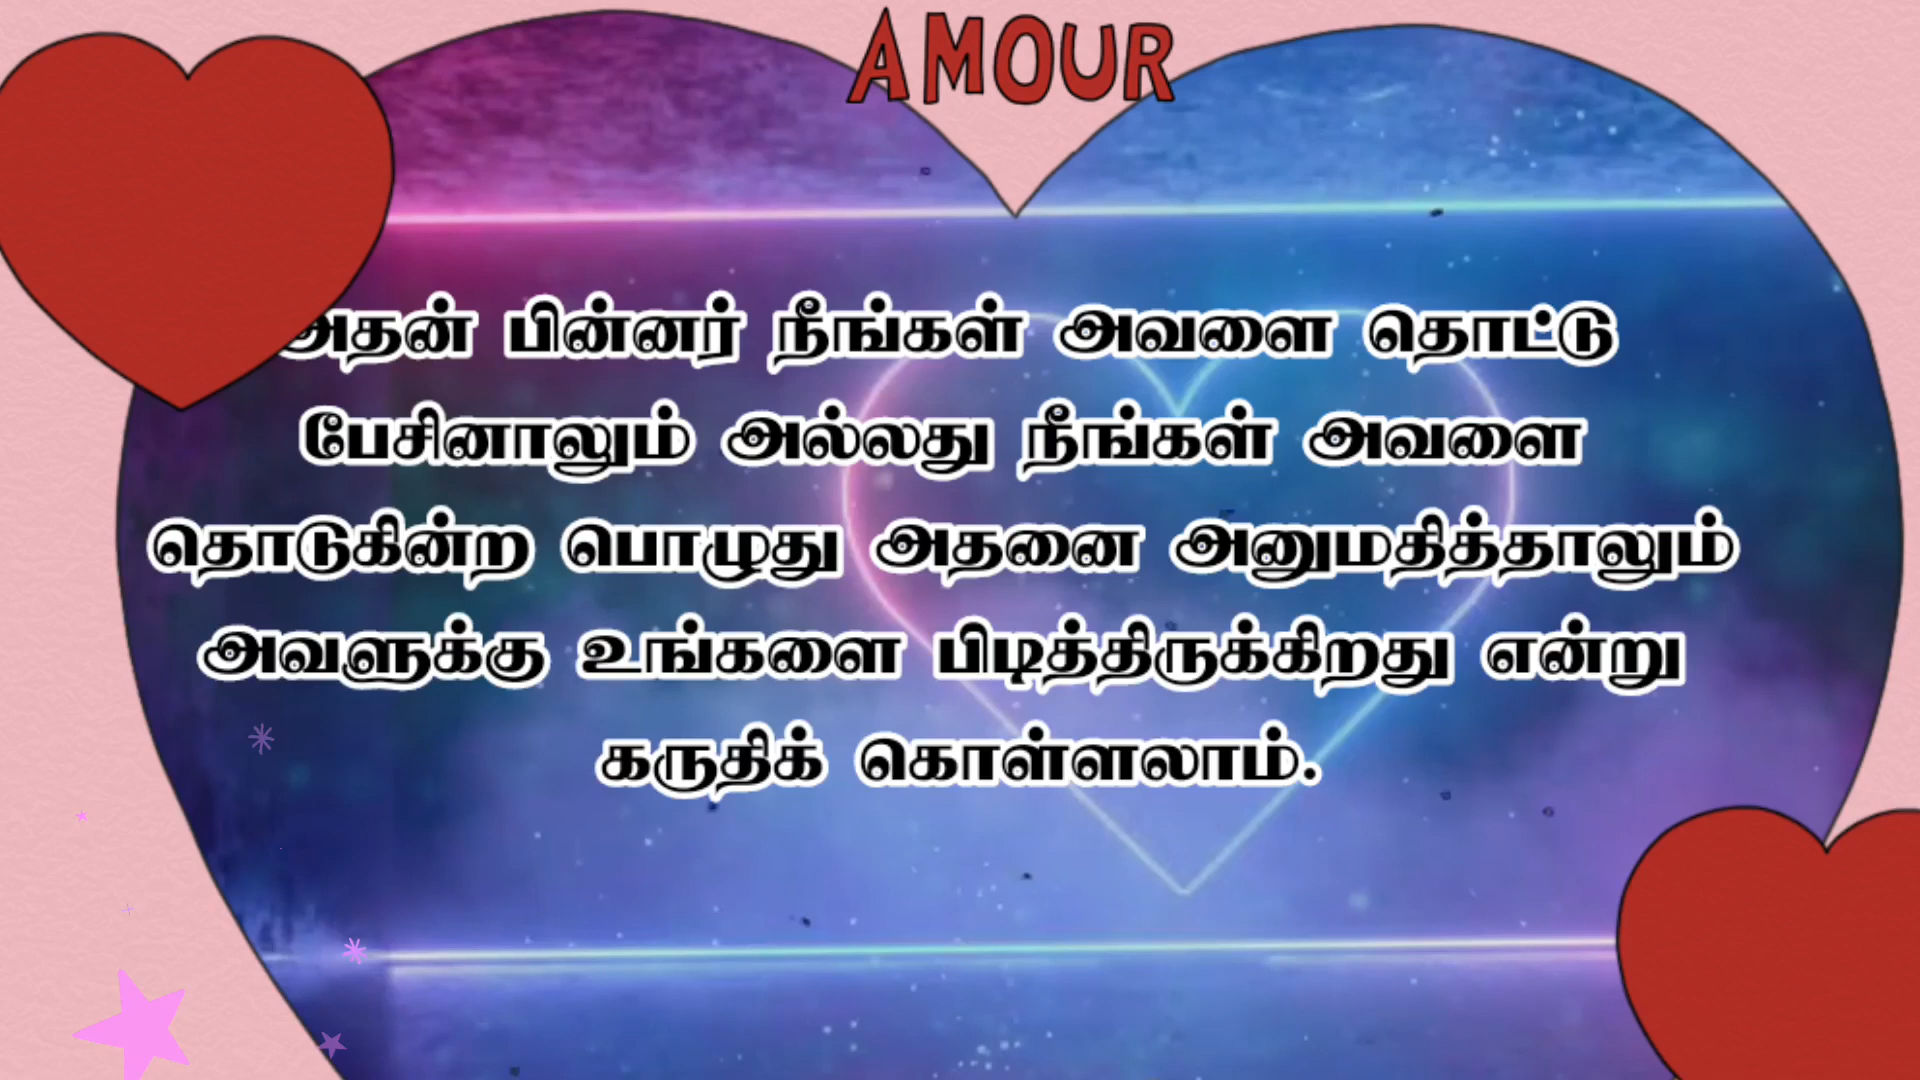 AMOUR
அதன் பின்னர் நீங்கள் அவளை தொட்டு
பேசினாலும் அல்லது நீங்கள் அவளை
தொடுகின்ற பொழுது அதனை அனுமதித்தாலும்
அவளுக்கு உங்களை பிடித்திருக்கிறது என்று
கருதிக் கொள்ளலாம்.